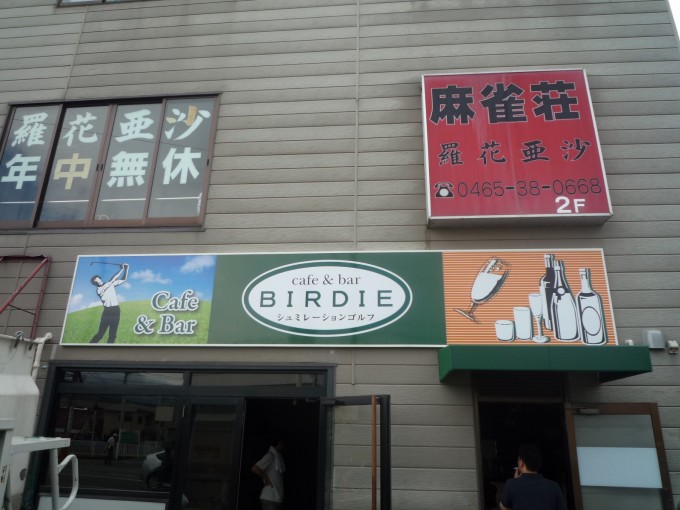 羅花亜沙
年中無休
麻雀荘
羅花亜沙
☎0465-38-0668
2F
Cafe
& Bar
cafe & bar
BIRDIE
シュミレーションゴルフ